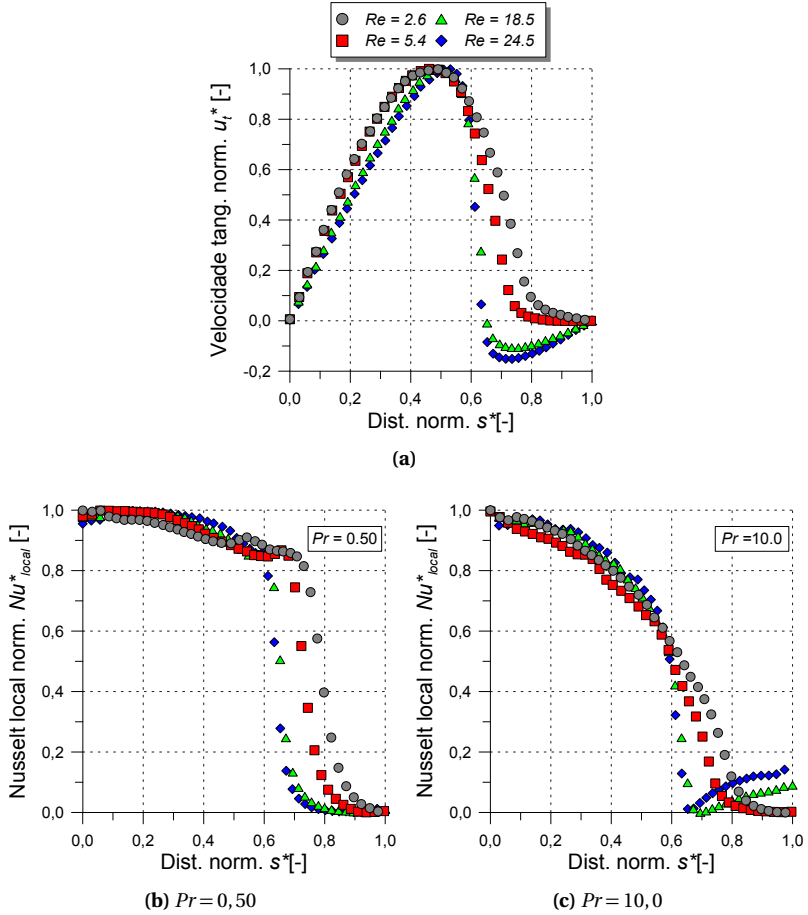 Re = 2.6 Re = 18.5
Re = 5.4 Re = 24.5
Velocidade tang. norm. u_t* [-]
1,0
0,8
0,6
0,4
0,2
0,0
-0,2
0,0 0,2 0,4 0,6 0,8 1,0
Dist. norm. s*[-]
(a)
Nusselt local norm. Nu*_local [-]
1,0
0,8
0,6
0,4
0,2
0,0
Pr = 0.50
0,0 0,2 0,4 0,6 0,8 1,0
Dist. norm. s*[-]
(b) Pr = 0,50
Nusselt local norm. Nu*_local [-]
1,0
0,8
0,6
0,4
0,2
0,0
Pr =10.0
0,0 0,2 0,4 0,6 0,8 1,0
Dist. norm. s*[-]
(c) Pr = 10,0